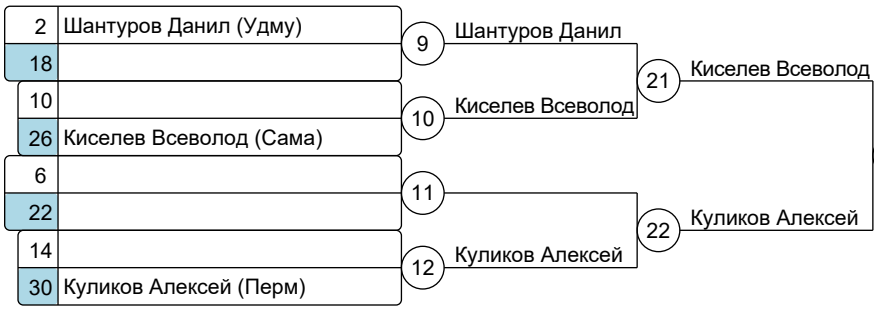 2 Шантуров Данил (Удму)
18
9 Шантуров Данил
10
26 Киселев Всеволод (Сама)
10 Киселев Всеволод
21 Киселев Всеволод
6
22
11
14
30 Куликов Алексей (Перм)
12 Куликов Алексей
22 Куликов Алексей